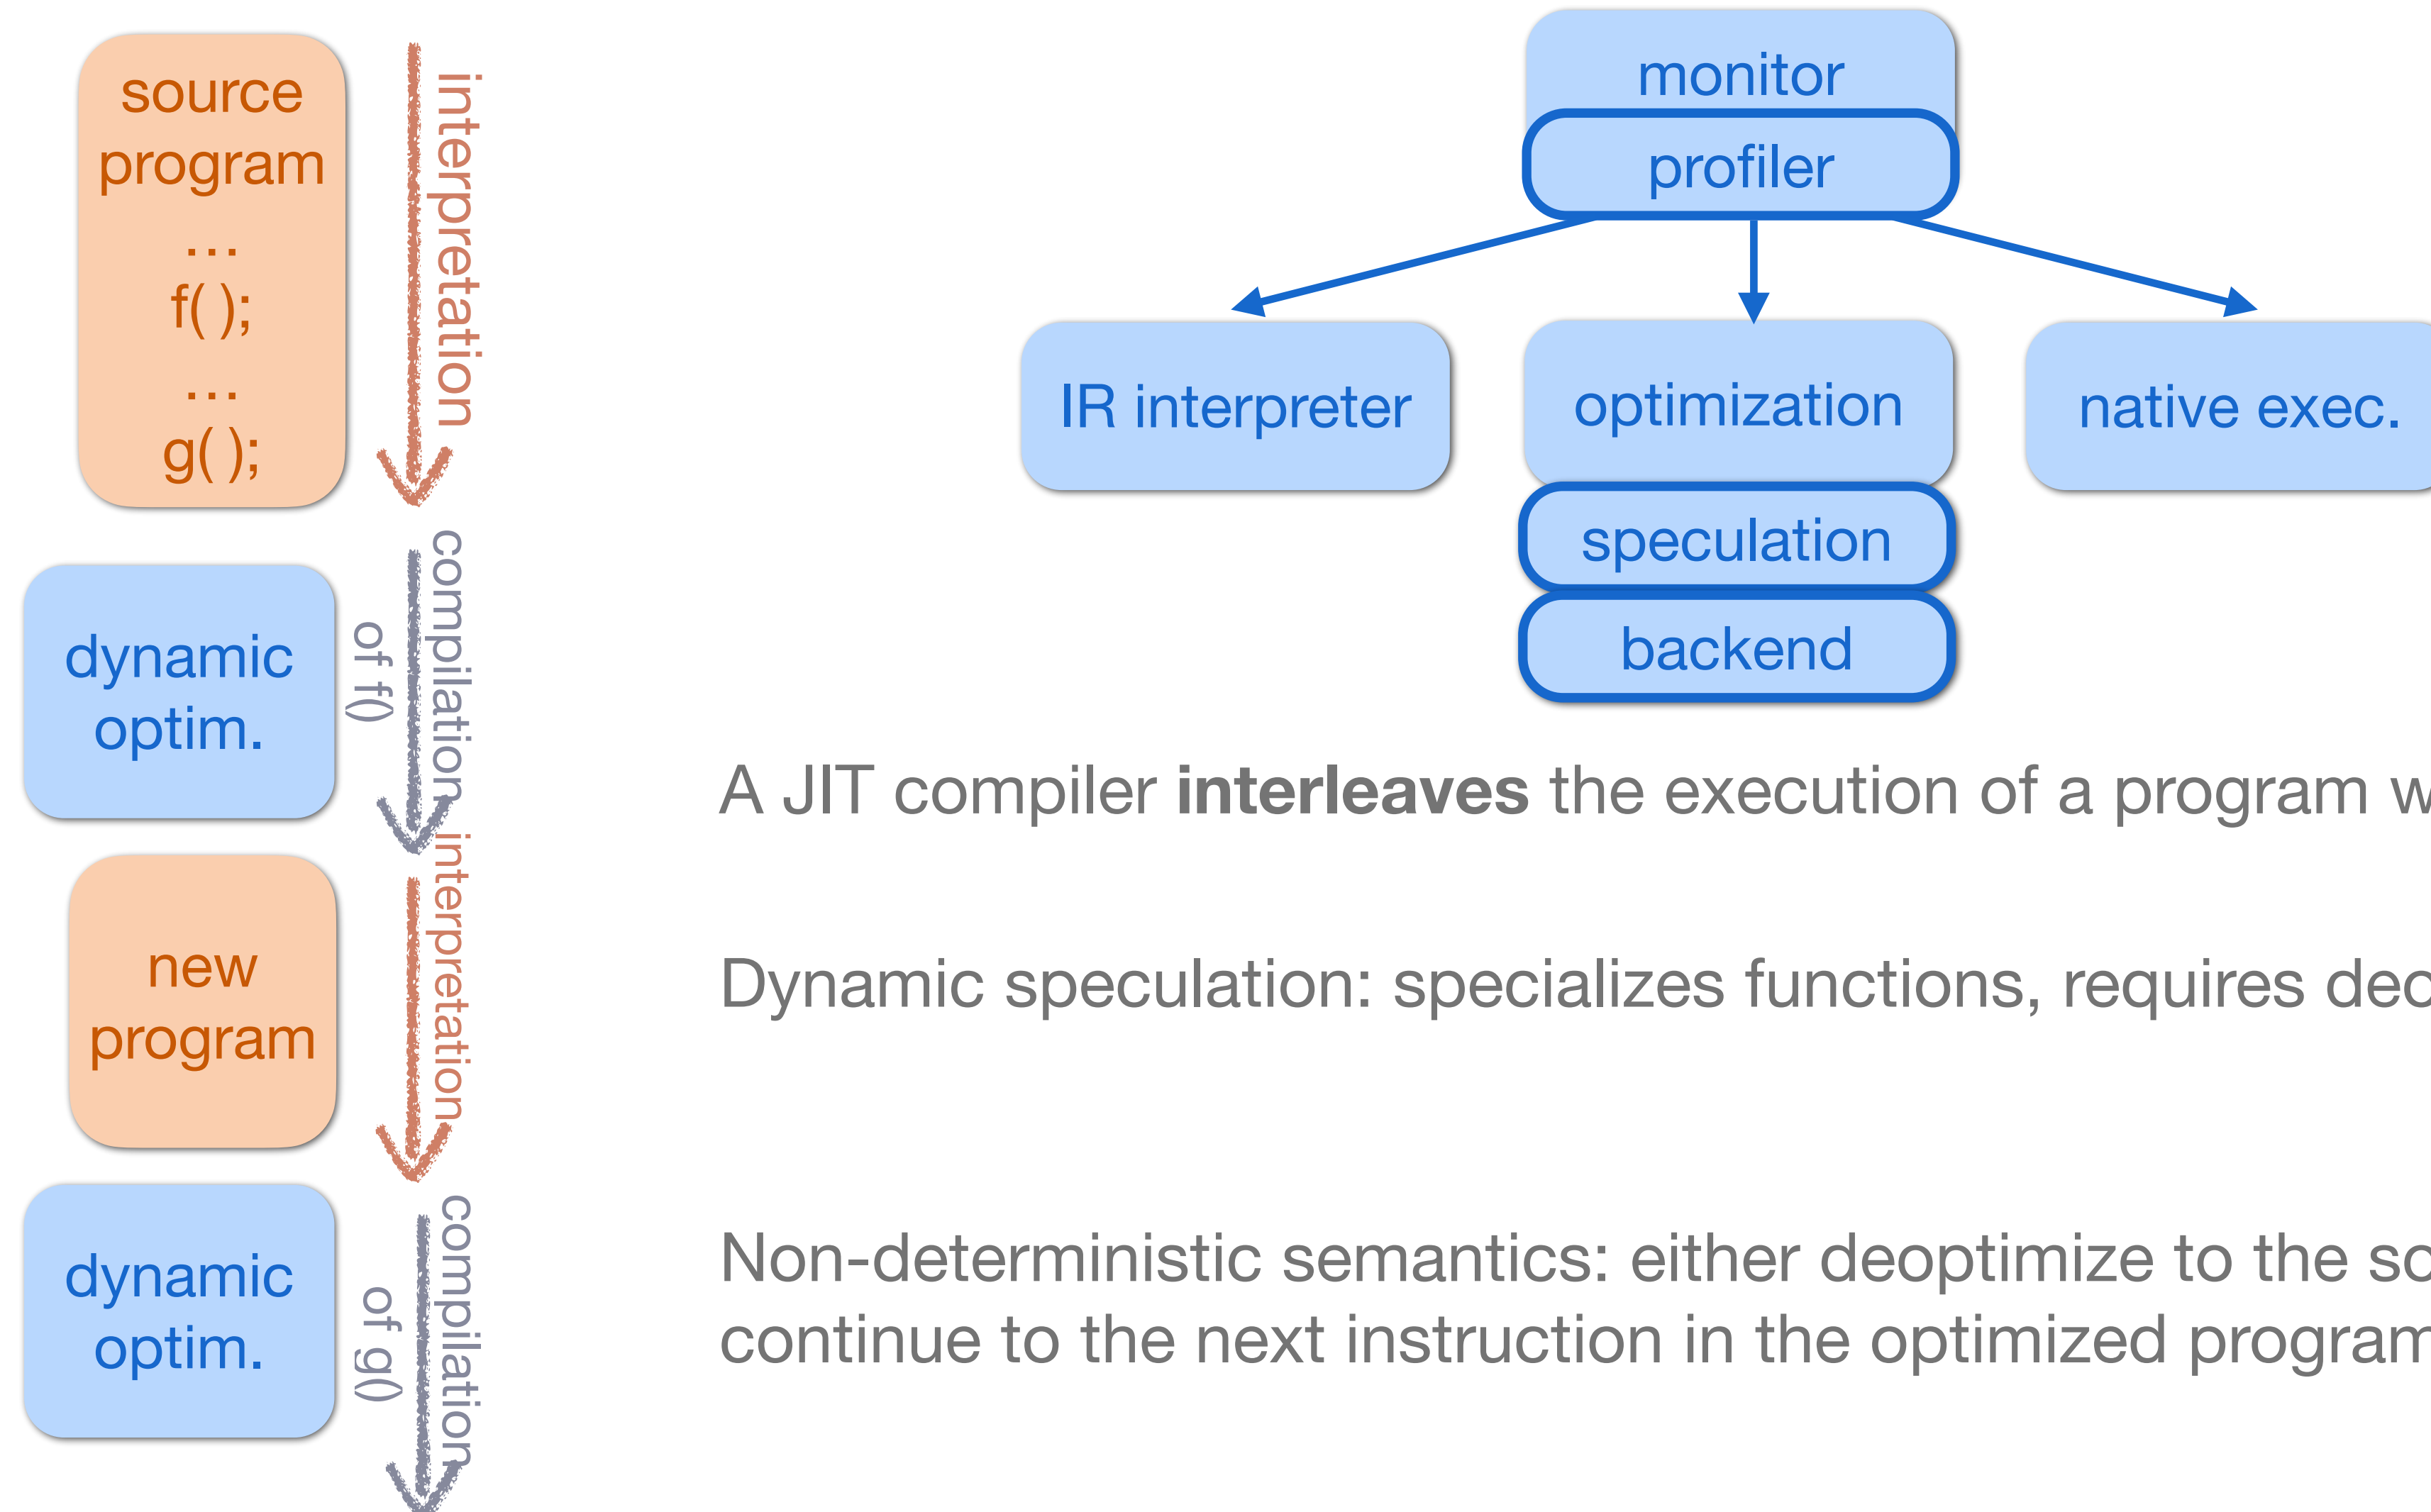 source
program
...
f( );
...
g( );
interpretation
dynamic
optim.
compilation
of f()
new
program
interpretation
dynamic
optim.
compilation
of g()
monitor
profiler
IR interpreter
optimization
native exec.
speculation
backend
A JIT compiler interleaves the execution of a program
Dynamic speculation: specializes functions, requires
Non-deterministic semantics: either deoptimize to the
continue to the next instruction in the optimized program